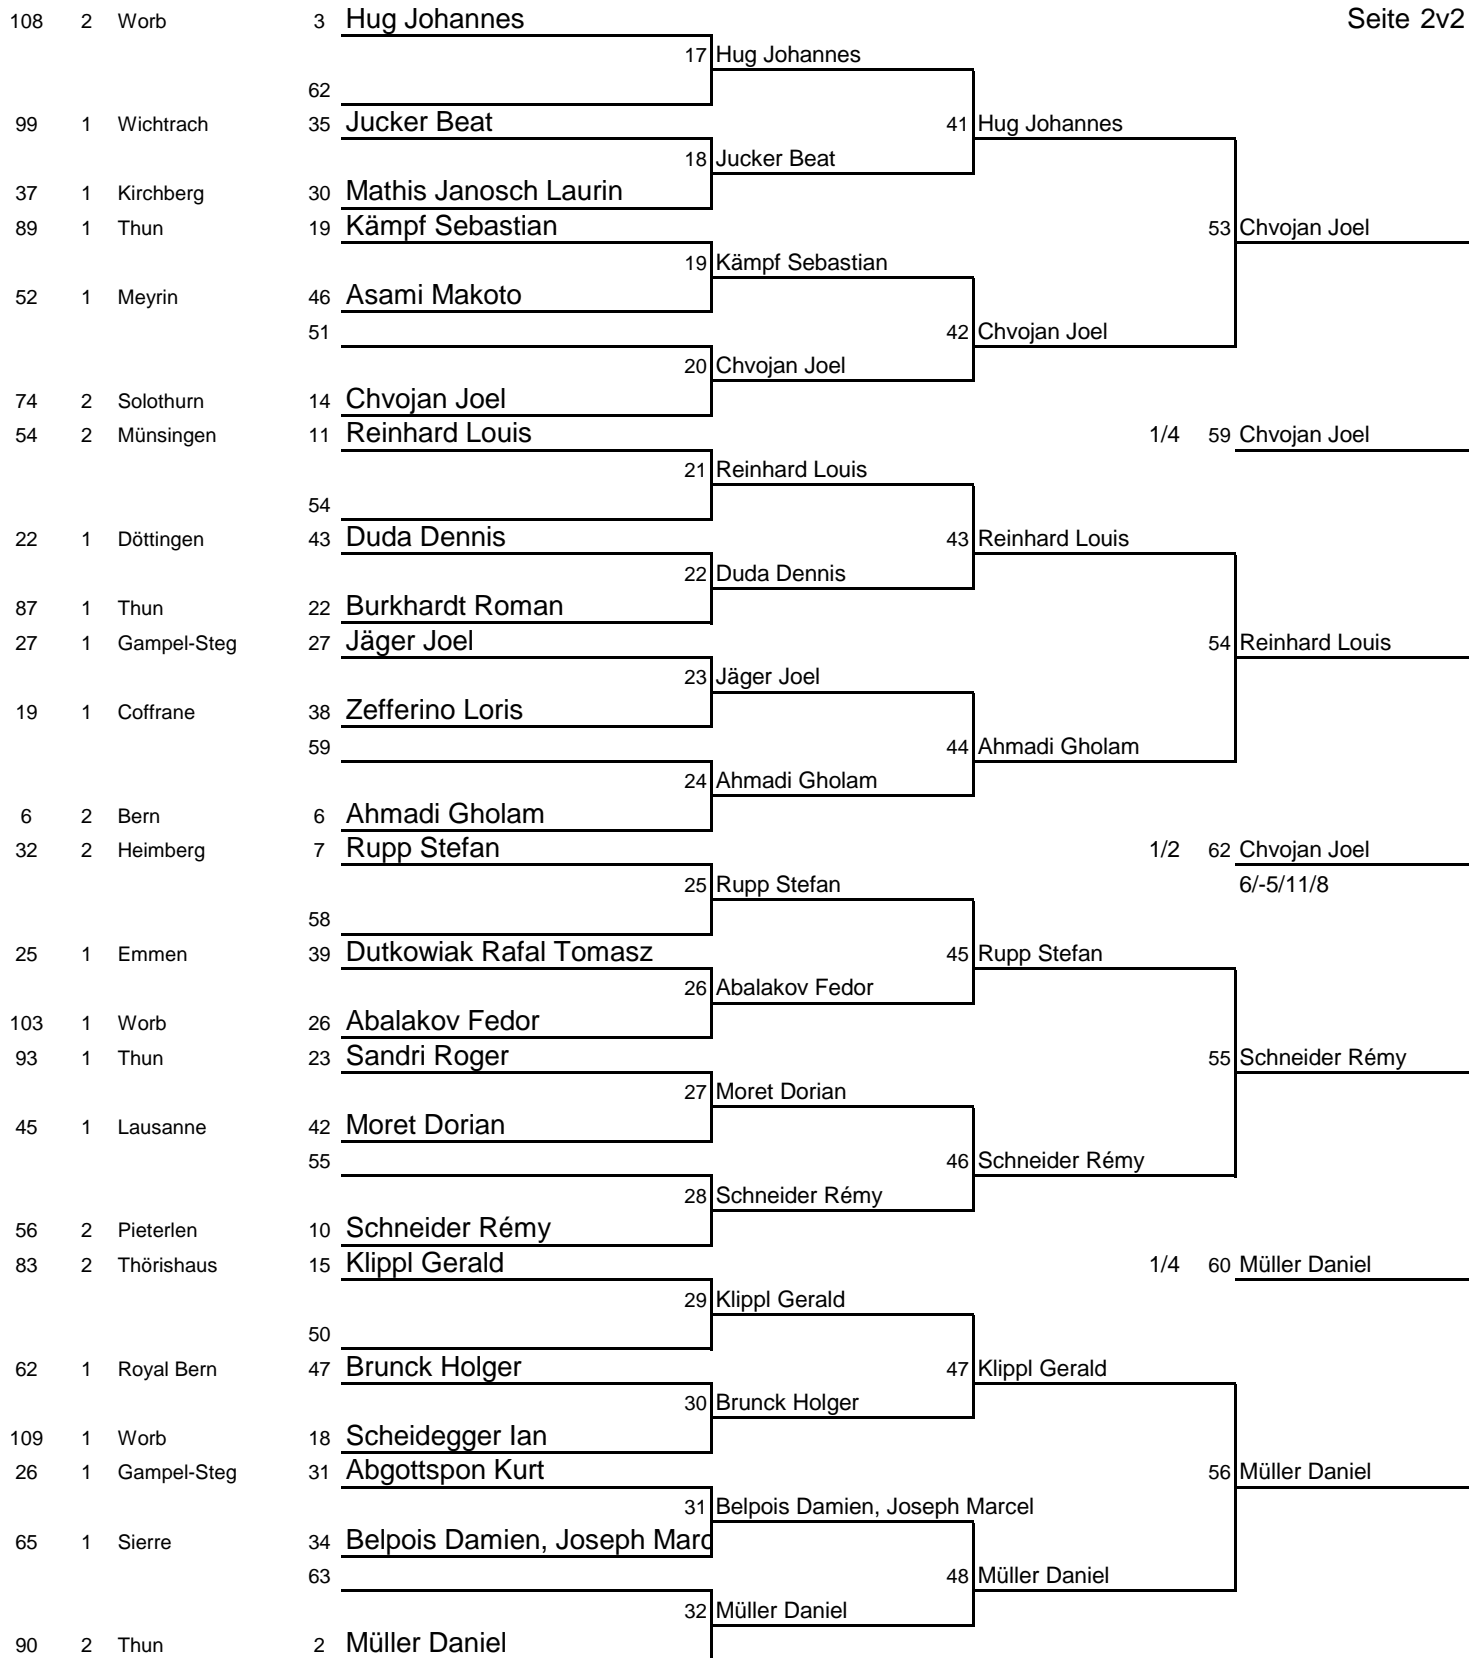 108 2 Worb 3 Hug Johannes Seite 2v2
17 Hug Johannes
62
99 1 Wichtrach 35 Jucker Beat 41 Hug Johannes
18 Jucker Beat
37 1 Kirchberg 30 Mathis Janosch Laurin
89 1 Thun 19 Kämpf Sebastian 53 Chvojan Joel
19 Kämpf Sebastian
52 1 Meyrin 46 Asami Makoto
51 42 Chvojan Joel
20 Chvojan Joel
74 2 Solothurn 14 Chvojan Joel
54 2 Münsingen 11 Reinhard Louis 1/4 59 Chvojan Joel
21 Reinhard Louis
54
22 1 Döttingen 43 Duda Dennis 43 Reinhard Louis
22 Duda Dennis
87 1 Thun 22 Burkhardt Roman
27 1 Gampel-Steg 27 Jäger Joel 54 Reinhard Louis
23 Jäger Joel
19 1 Coffrane 38 Zefferino Loris
59 44 Ahmadi Gholam
24 Ahmadi Gholam
6 2 Bern 6 Ahmadi Gholam
32 2 Heimberg 7 Rupp Stefan 1/2 62 Chvojan Joel
25 Rupp Stefan 6/-5/11/8
58
25 1 Emmen 39 Dutkowiak Rafal Tomasz 45 Rupp Stefan
26 Abalakov Fedor
103 1 Worb 26 Abalakov Fedor
93 1 Thun 23 Sandri Roger 55 Schneider Rémy
27 Moret Dorian
45 1 Lausanne 42 Moret Dorian
55 46 Schneider Rémy
28 Schneider Rémy
56 2 Pieterlen 10 Schneider Rémy
83 2 Thörishaus 15 Klippl Gerald 1/4 60 Müller Daniel
29 Klippl Gerald
50
62 1 Royal Bern 47 Brunck Holger 47 Klippl Gerald
30 Brunck Holger
109 1 Worb 18 Scheidegger Ian
26 1 Gampel-Steg 31 Abgottspon Kurt 56 Müller Daniel
31 Belpois Damien, Joseph Marcel
65 1 Sierre 34 Belpois Damien, Joseph Marc
63 48 Müller Daniel
32 Müller Daniel
90 2 Thun 2 Müller Daniel